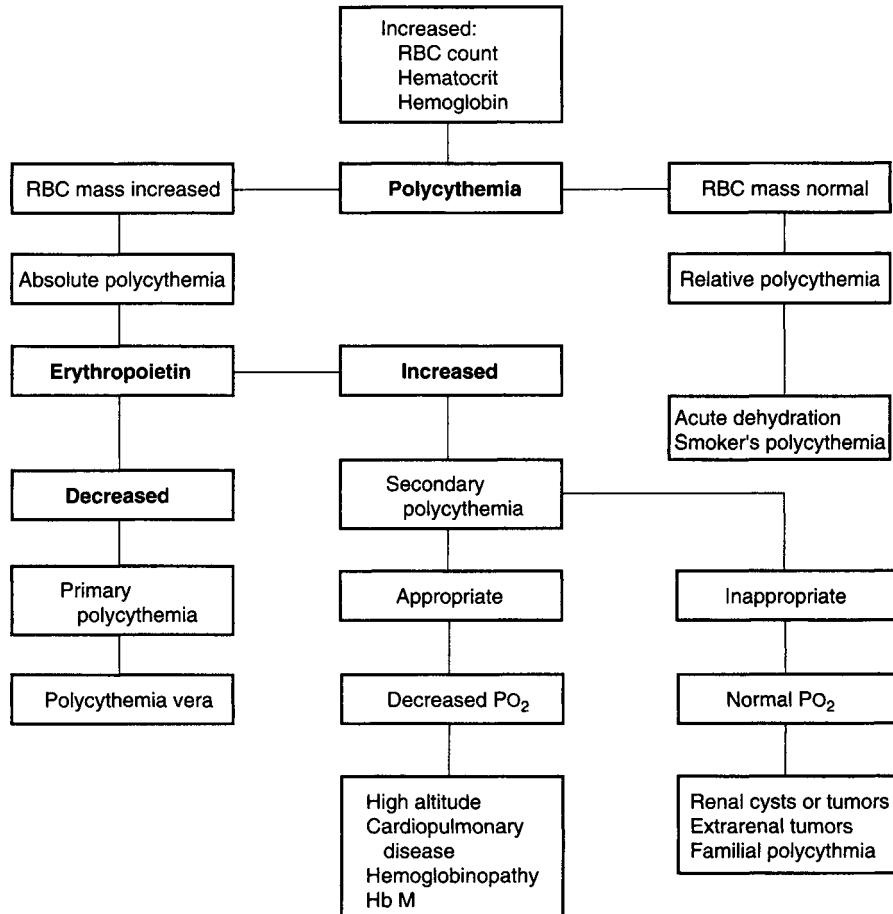 Increased:
RBC count
Hematocrit
Hemoglobin
RBC mass increased
Polycythemia
RBC mass normal
Absolute polycythemia
Relative polycythemia
Erythropoietin
Increased
Acute dehydration
Smoker's polycythemia
Decreased
Secondary
polycythemia
Primary
polycythemia
Appropriate
Inappropriate
Polycythemia vera
Decreased PO₂
Normal PO₂
High altitude
Cardiopulmonary
disease
Hemoglobinopathy
Hb M
Renal cysts or tumors
Extrarenal tumors
Familial polycythmia